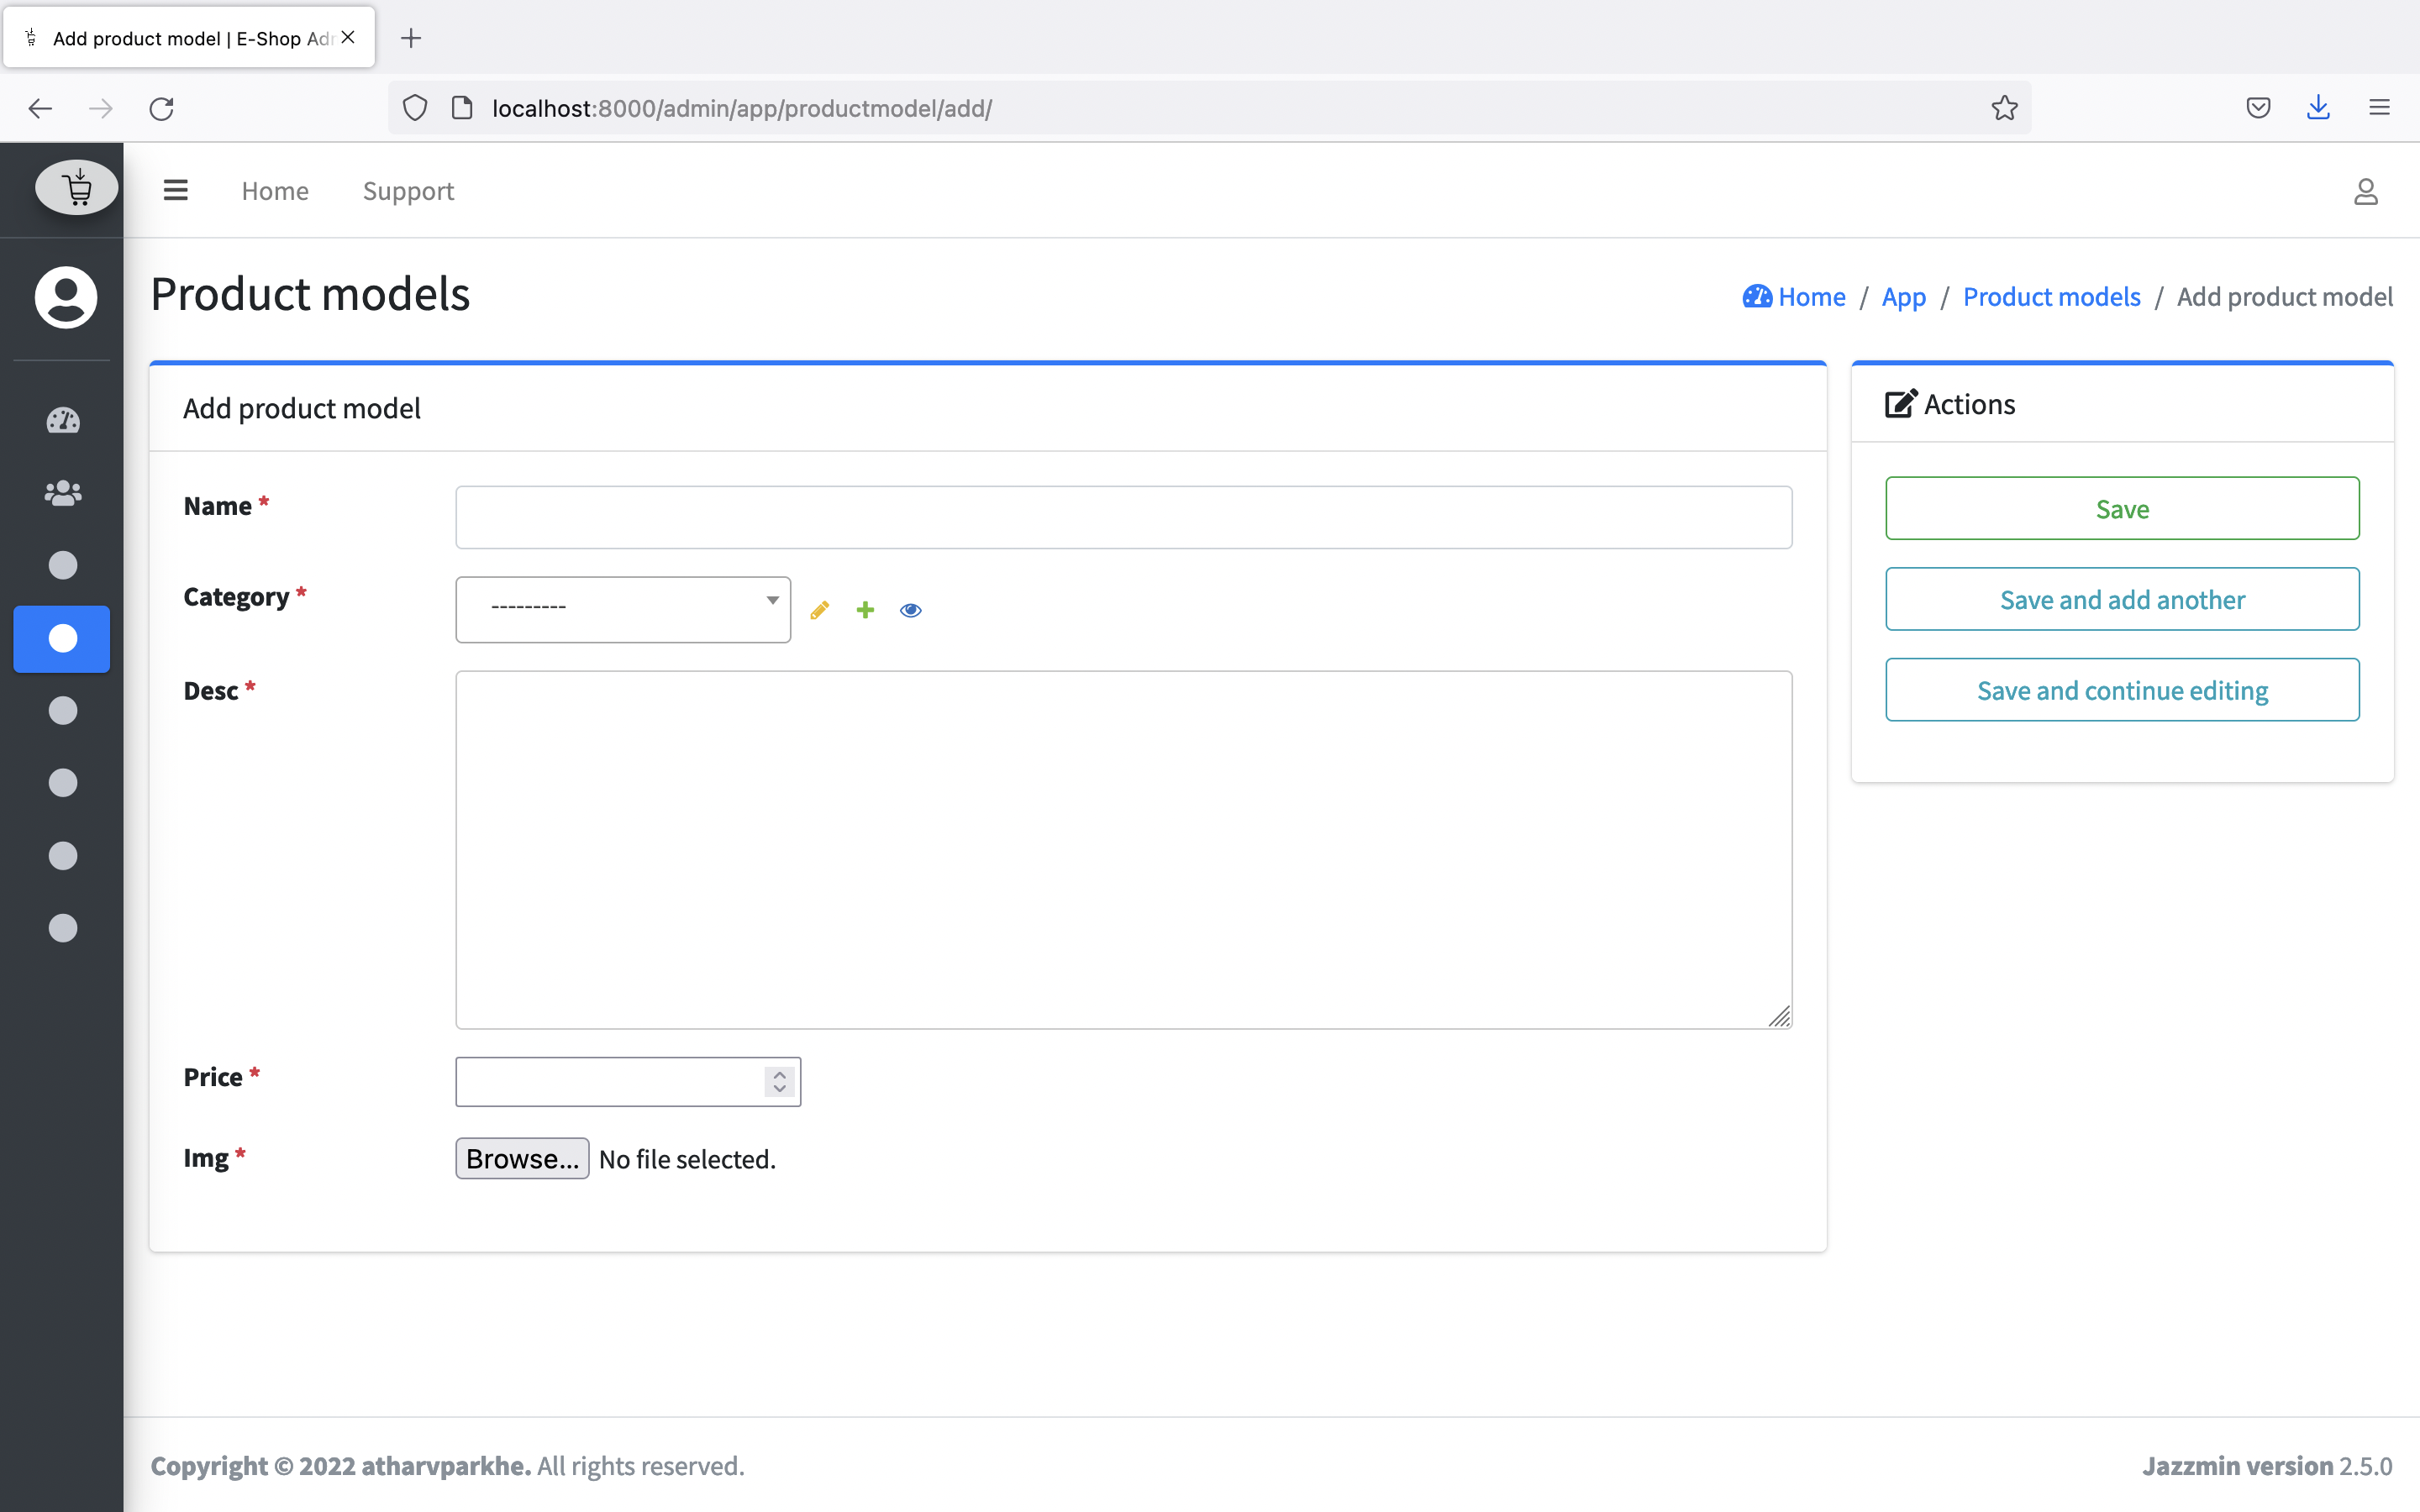 Add product model | E-Shop Adr
localhost:8000/admin/app/productmodel/add/
Home Support
Product models
Home / App / Product models / Add product model
Add product model
Actions
Name *
Save
Category * ---------
Save and add another
Desc *
Save and continue editing
Price *
Img * Browse... No file selected.
Copyright © 2022 atharvparkhe. All rights reserved.
Jazzmin version 2.5.0